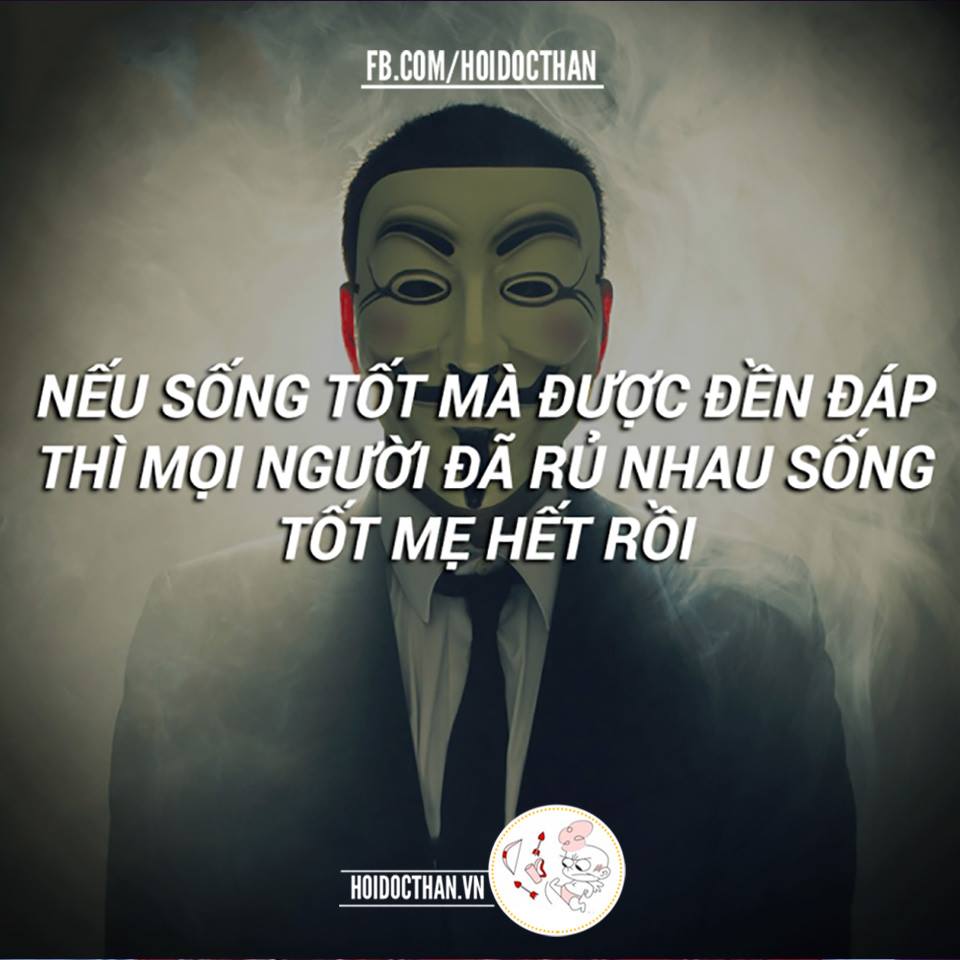 FB.COM/HOIDOCTHAN
NẾU SỐNG TỐT MÀ ĐƯỢC ĐỀN ĐÁP
THÌ MỌI NGƯỜI ĐÃ RỦ NHAU SỐNG
TỐT MẸ HẾT RỒI
HOIDOCTHAN.VN